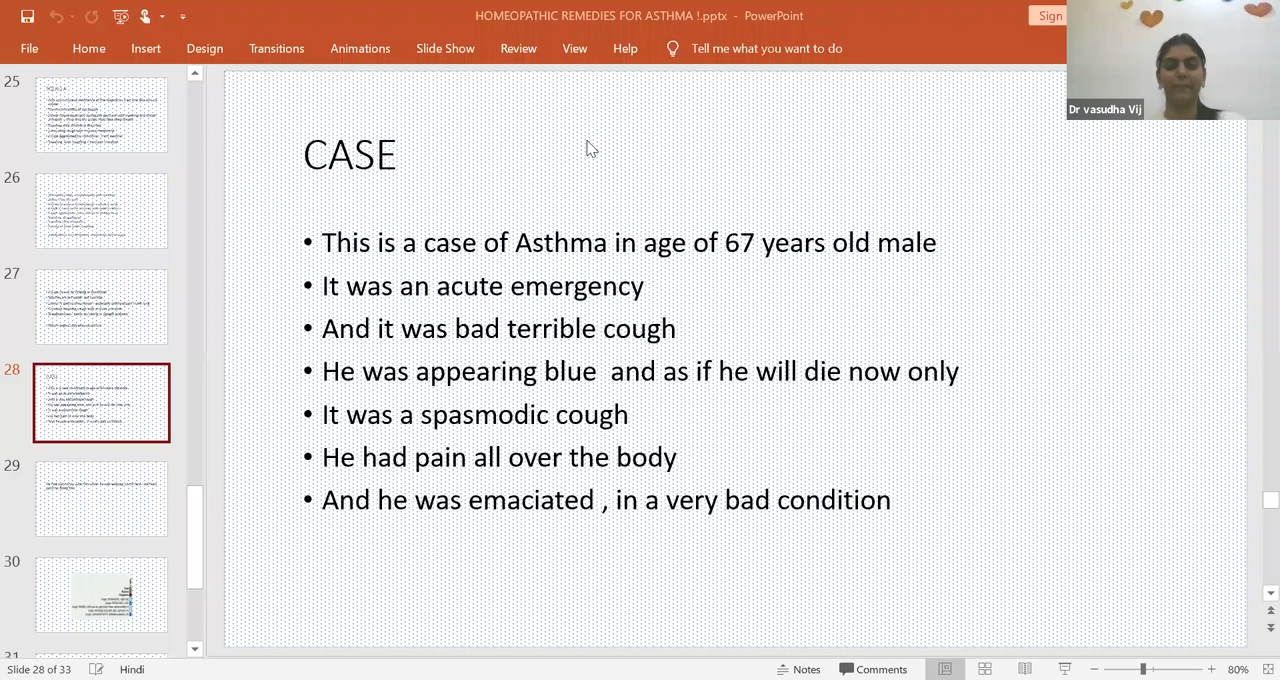 HOMEOPATHIC REMEDIES FOR ASTHMA !.pptx - PowerPoint
Sign
File Home Insert Design Transitions Animations Slide Show Review View Help Tell me what you want to do
Dr vasudha Vij
25
26
27
28
29
30
31
CASE
• This is a case of Asthma in age of 67 years old male
• It was an acute emergency
• And it was bad terrible cough
• He was appearing blue and as if he will die now only
• It was a spasmodic cough
• He had pain all over the body
• And he was emaciated , in a very bad condition
Slide 28 of 33 Hindi Notes Comments 80%